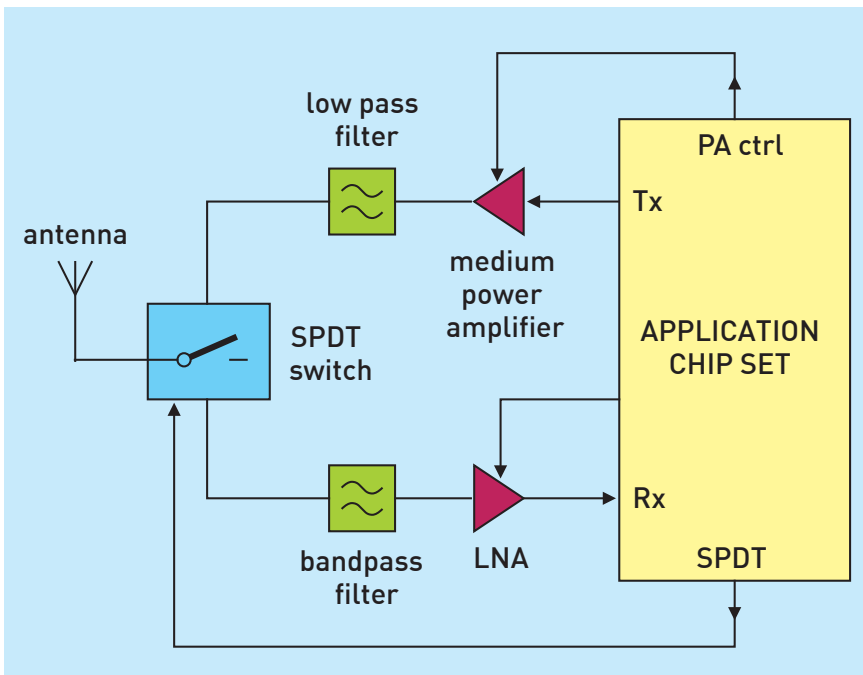 low pass
filter
PA ctrl
Tx
antenna
medium
power
amplifier
SPDT
switch
APPLICATION
CHIP SET
Rx
bandpass
filter
LNA
SPDT